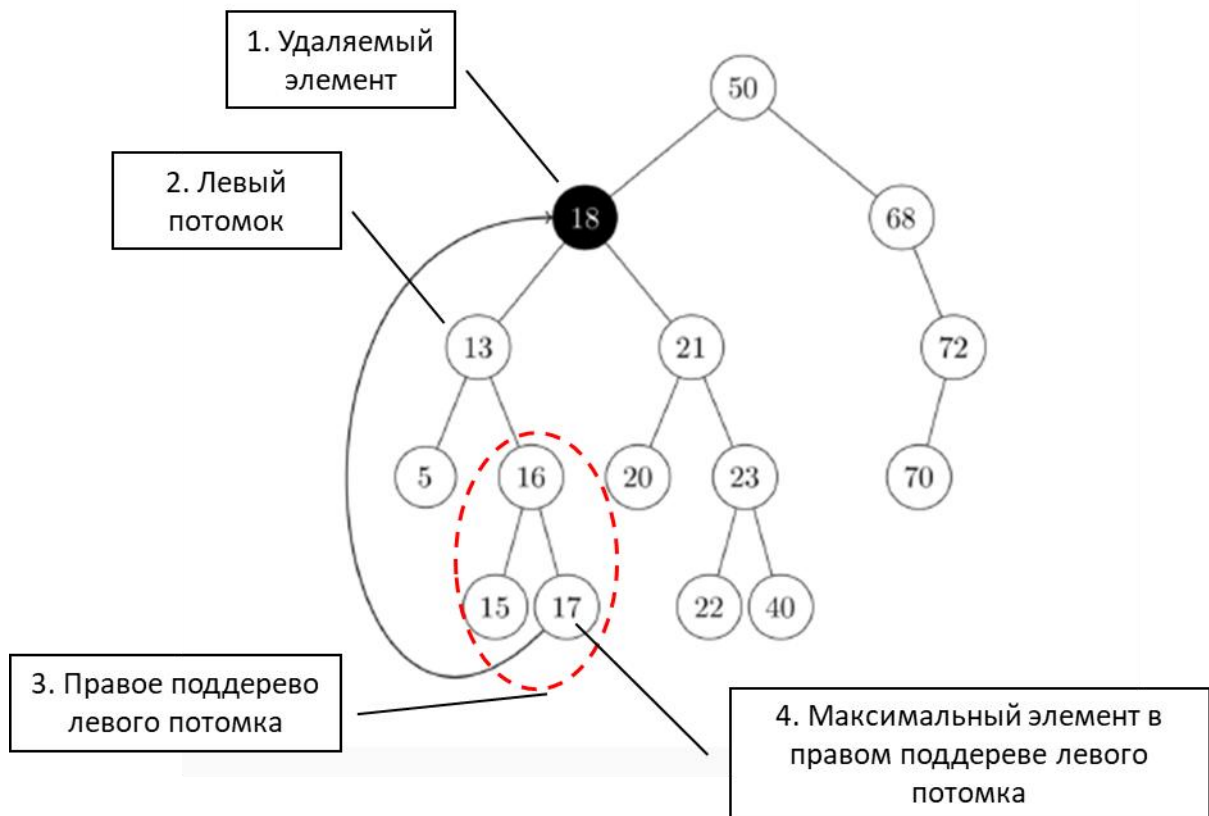 1. Удаляемый
элемент
50
2. Левый
потомок
18
68
13
21
72
5
16
20
23
70
15
17
22
40
3. Правое поддерево
левого потомка
4. Максимальный элемент в
правом поддереве левого
потомка